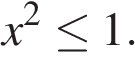 x² ≤ 1.